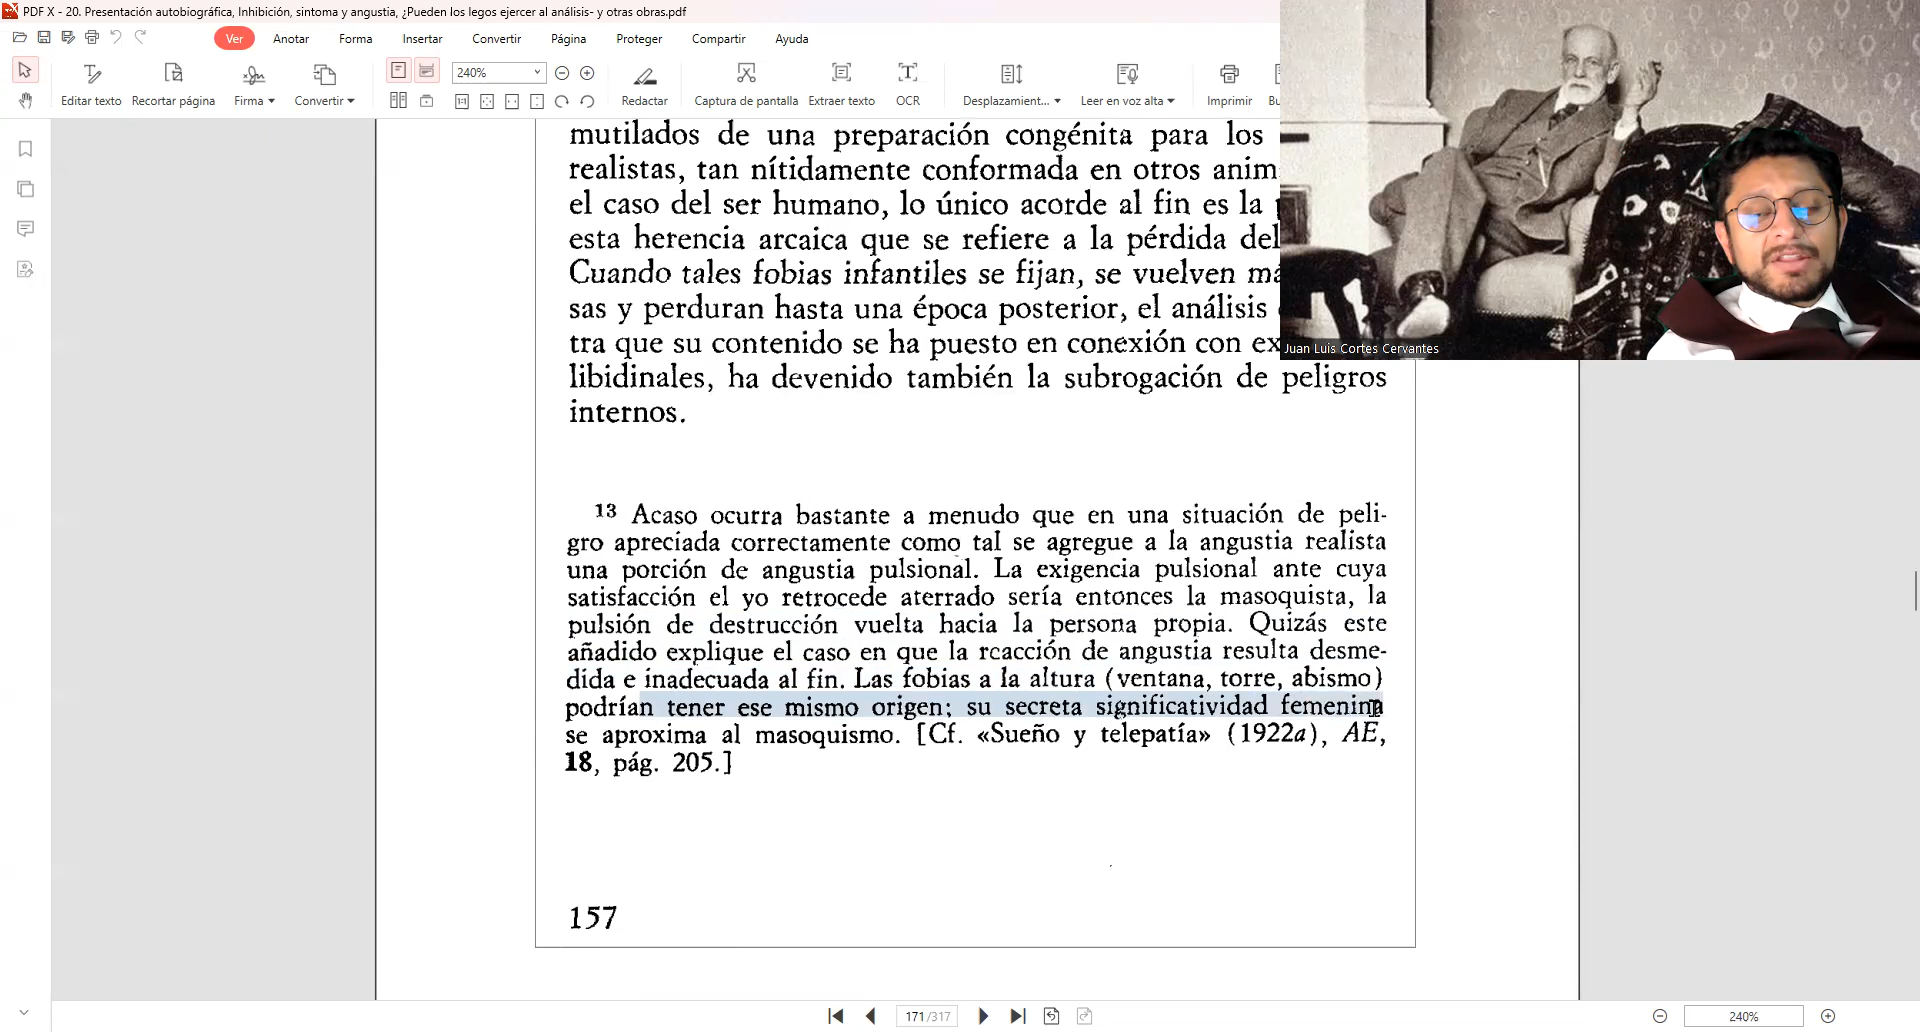 PDF X - 20. Presentación autobiográfica, Inhibición, sintoma y angustia, ¿Pueden los legos ejercer al análisis- y otras obras.pdf
Ver Anotar Forma Insertar Convertir Página Proteger Compartir Ayuda
240%
Editar texto Recortar página Firma Convertir Redactar Captura de pantalla Extraer texto OCR Desplazamient... Leer en voz alta Imprimir Bu
mutilados de una preparación congénita para los
realistas, tan nítidamente conformada en otros anim
el caso del ser humano, lo único acorde al fin es la
esta herencia arcaica que se refiere a la pérdida del
Cuando tales fobias infantiles se fijan, se vuelven má
sas y perduran hasta una época posterior, el análisis
tra que su contenido se ha puesto en conexión con ex
libidinales, ha devenido también la subrogación de peligros
internos.
Juan Luis Cortes Cervantes
13 Acaso ocurra bastante a menudo que en una situación de peli-
gro apreciada correctamente como tal se agregue a la angustia realista
una porción de angustia pulsional. La exigencia pulsional ante cuya
satisfacción el yo retrocede aterrado sería entonces la masoquista, la
pulsión de destrucción vuelta hacia la persona propia. Quizás este
añadido explique el caso en que la reacción de angustia resulta desme-
dida e inadecuada al fin. Las fobias a la altura (ventana, torre, abismo)
podrían tener ese mismo origen; su secreta significatividad femenina
se aproxima al masoquismo. [Cf. «Sueño y telepatía» (1922a), AE,
18, pág. 205.]
157
171/317
240%